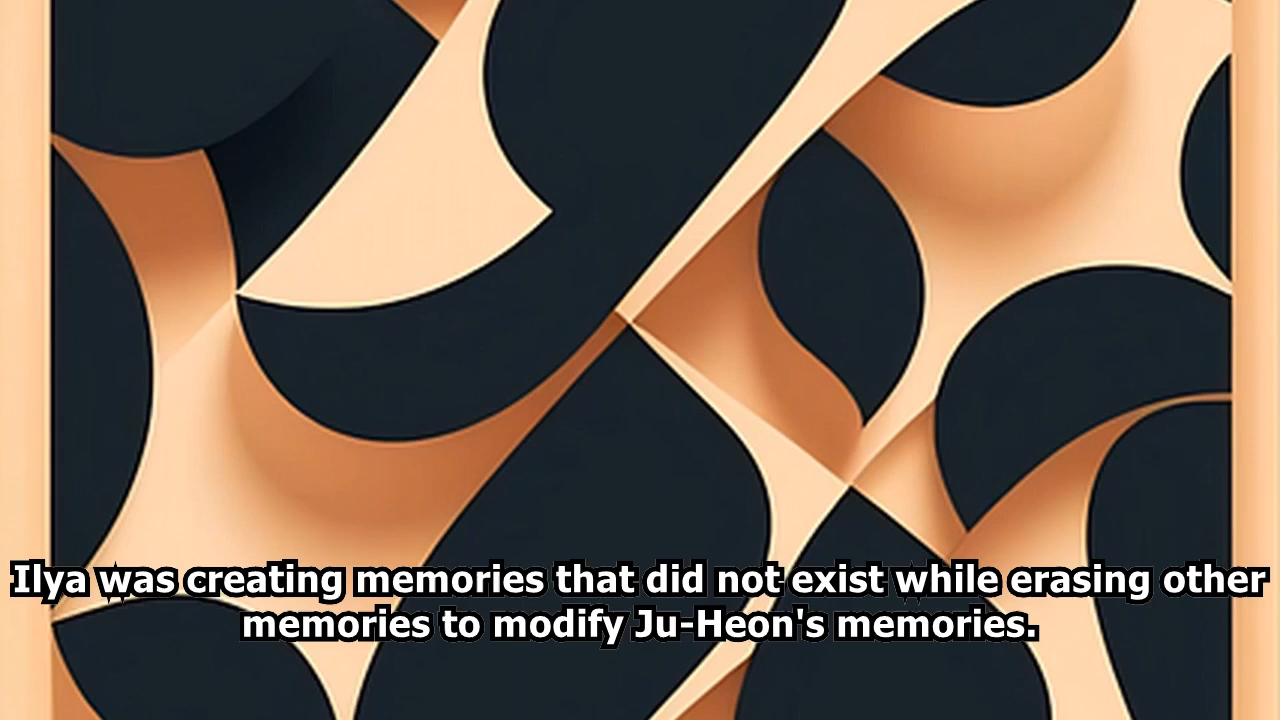 Ilya was creating memories that did not exist while erasing other
memories to modify Ju-Heon's memories.